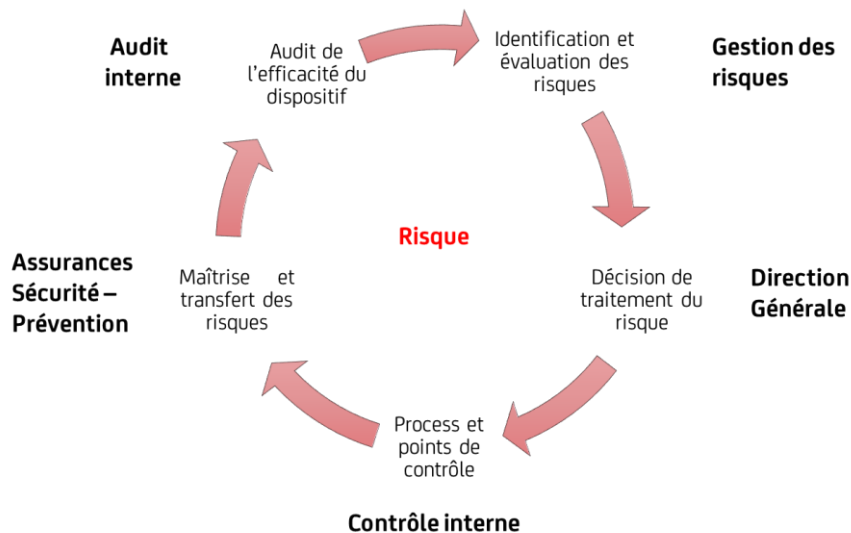 Audit
interne
Audit de
l'efficacité du
dispositif
Identification et
évaluation des
risques
Gestion des
risques
Risque
Assurances
Sécurité –
Prévention
Maîtrise et
transfert des
risques
Décision de
traitement du
risque
Direction
Générale
Process et
points de
contrôle
Contrôle interne